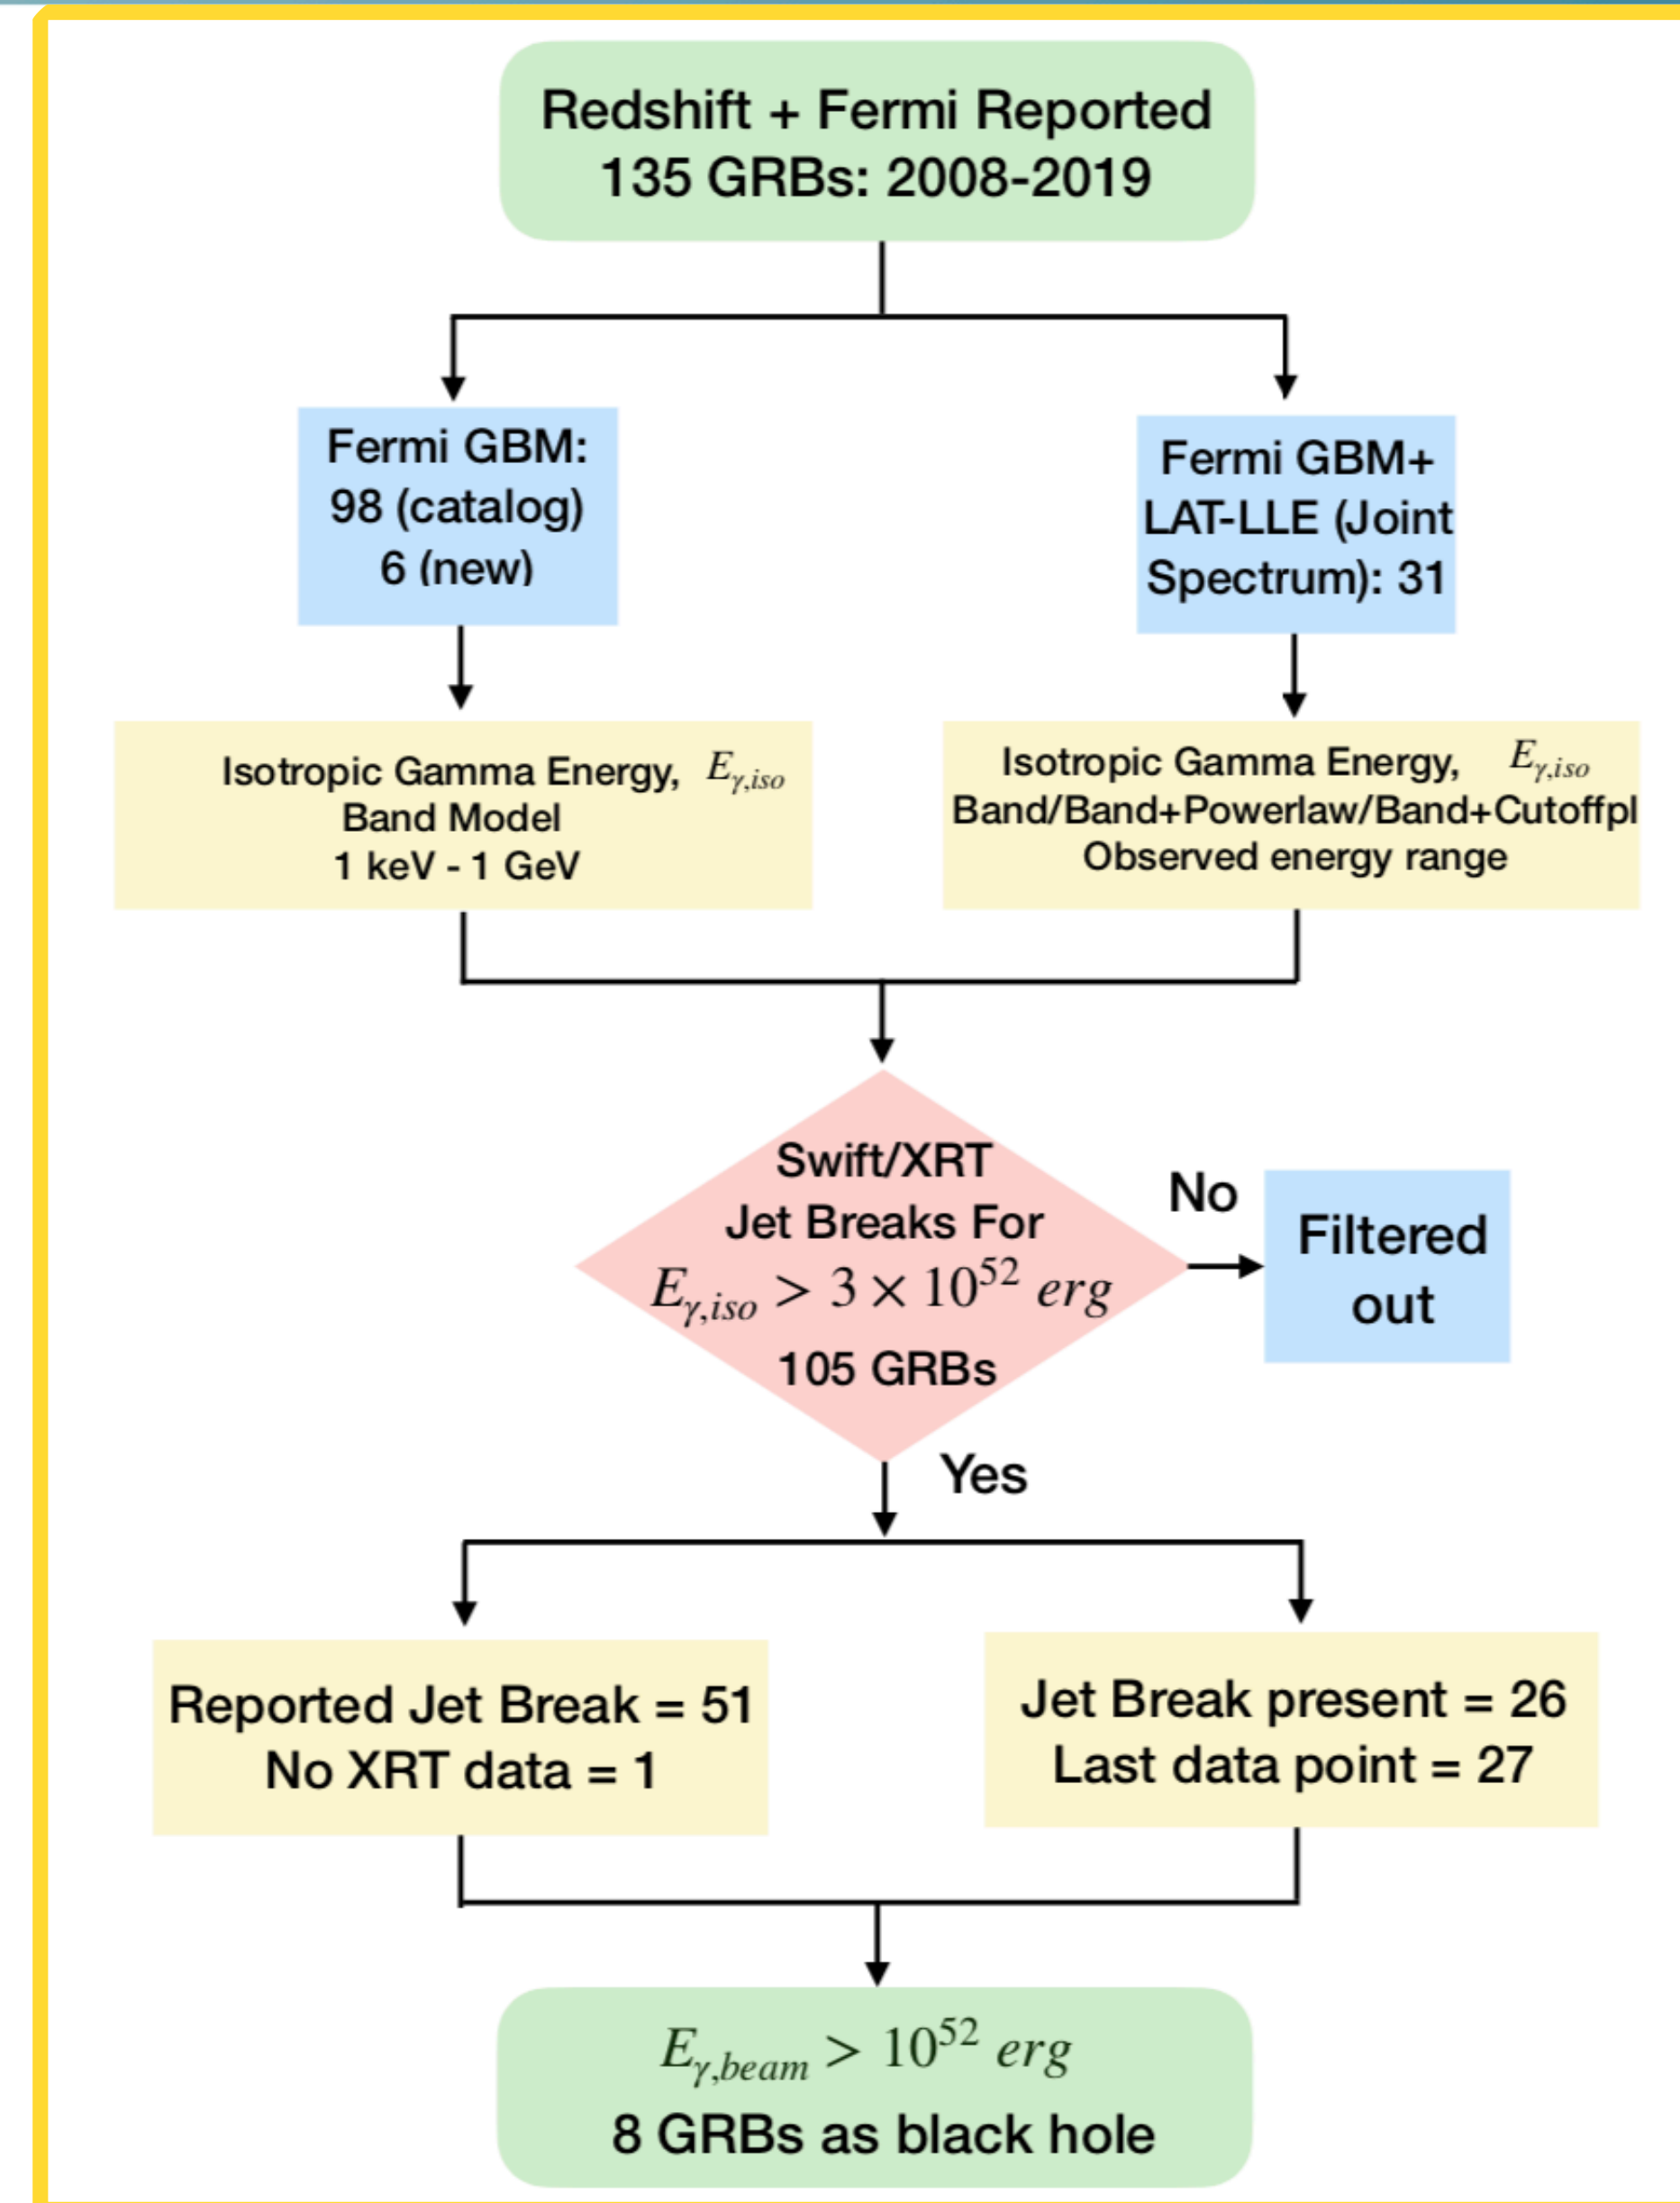 Redshift + Fermi Reported
135 GRBs: 2008-2019
Fermi GBM:
98 (catalog)
6 (new)
Fermi GBM+
LAT-LLE (Joint
Spectrum): 31
Isotropic Gamma Energy, E_{γ,iso}
Band Model
1 keV - 1 GeV
Isotropic Gamma Energy, E_{γ,iso}
Band/Band+Powerlaw/Band+Cutoffpl
Observed energy range
Swift/XRT
Jet Breaks For
E_{γ,iso} > 3 × 10^{52} erg
105 GRBs
No
Filtered
out
Yes
Reported Jet Break = 51
No XRT data = 1
Jet Break present = 26
Last data point = 27
E_{γ,beam} > 10^{52} erg
8 GRBs as black hole